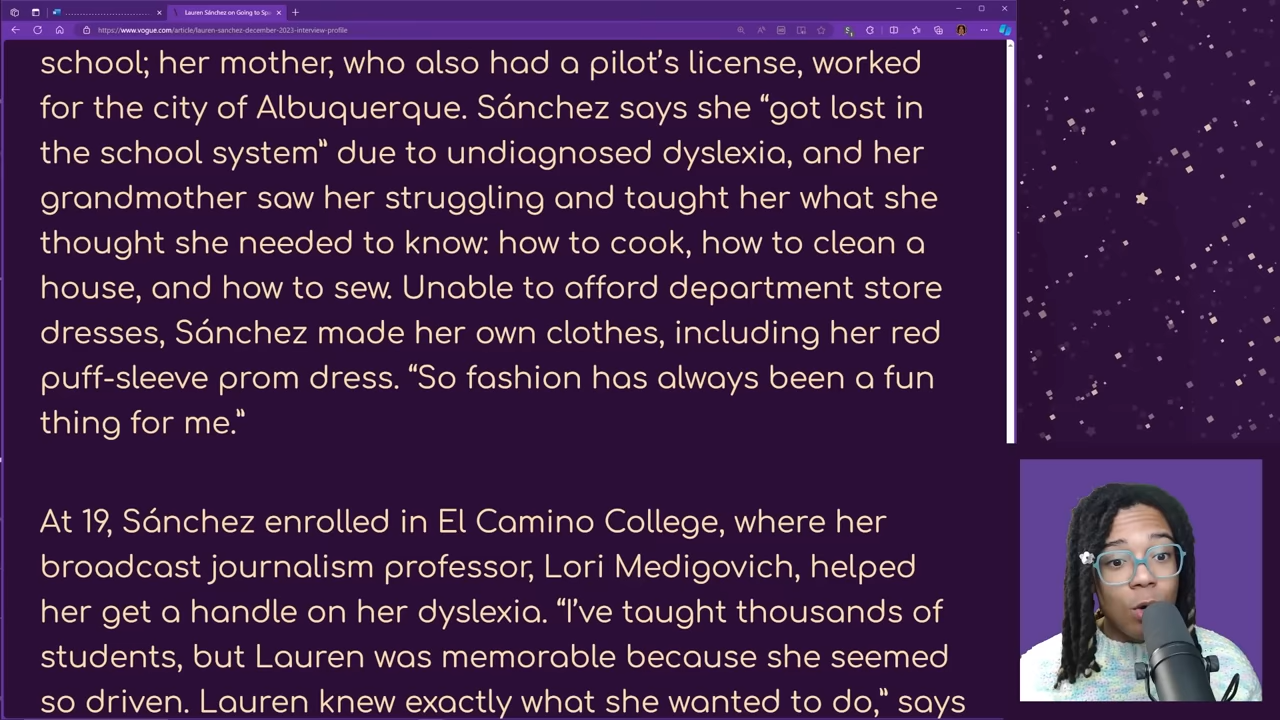 Lauren Sánchez on Going to Sp
https://www.vogue.com/article/lauren-sanchez-december-2023-interview-profile
school; her mother, who also had a pilot’s license, worked
for the city of Albuquerque. Sánchez says she “got lost in
the school system” due to undiagnosed dyslexia, and her
grandmother saw her struggling and taught her what she
thought she needed to know: how to cook, how to clean a
house, and how to sew. Unable to afford department store
dresses, Sánchez made her own clothes, including her red
puff-sleeve prom dress. “So fashion has always been a fun
thing for me.”
At 19, Sánchez enrolled in El Camino College, where her
broadcast journalism professor, Lori Medigovich, helped
her get a handle on her dyslexia. “I’ve taught thousands of
students, but Lauren was memorable because she seemed
so driven. Lauren knew exactly what she wanted to do,” says